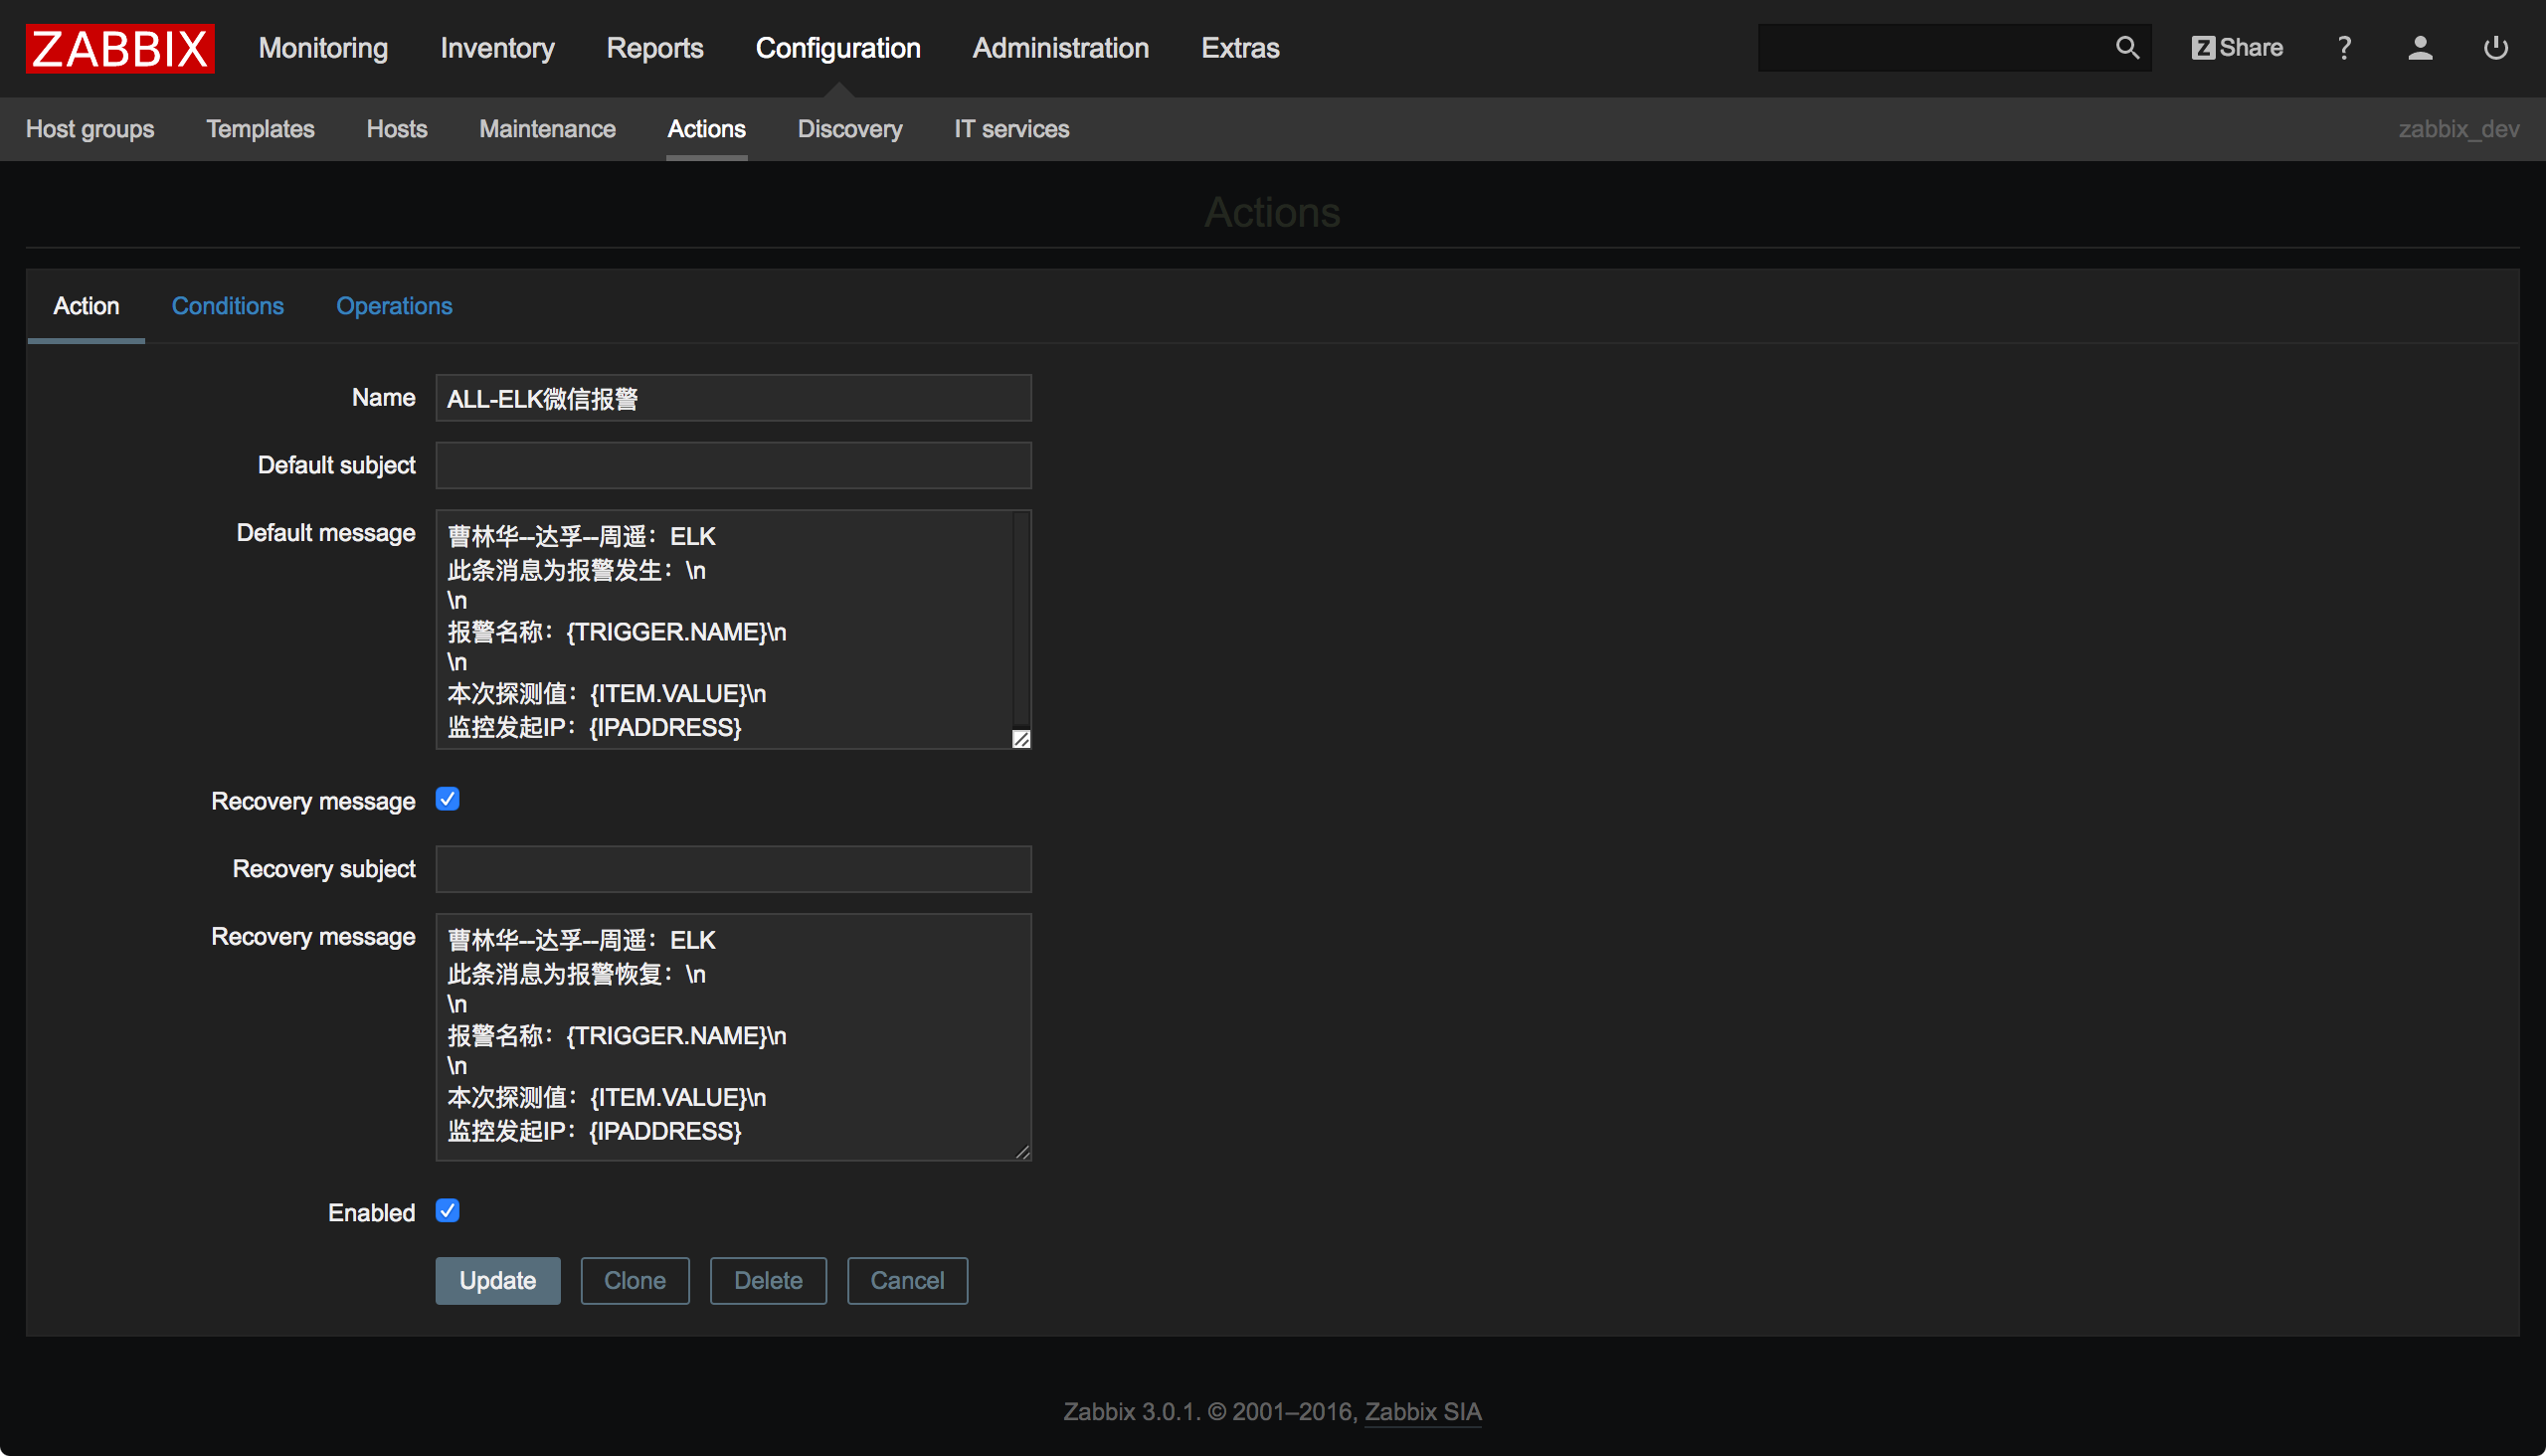 ZABBIX Monitoring Inventory Reports Configuration Administration Extras Z Share ?
Host groups Templates Hosts Maintenance Actions Discovery IT services zabbix_dev
Actions
Action Conditions Operations
Name ALL-ELK微信报警
Default subject
Default message 曹林华--达孚--周遥：ELK
此条消息为报警发生：\n
\n
报警名称：{TRIGGER.NAME}\n
\n
本次探测值：{ITEM.VALUE}\n
监控发起IP：{IPADDRESS}
Recovery message
Recovery subject
Recovery message 曹林华--达孚--周遥：ELK
此条消息为报警恢复：\n
\n
报警名称：{TRIGGER.NAME}\n
\n
本次探测值：{ITEM.VALUE}\n
监控发起IP：{IPADDRESS}
Enabled
Update Clone Delete Cancel
Zabbix 3.0.1. © 2001–2016, Zabbix SIA